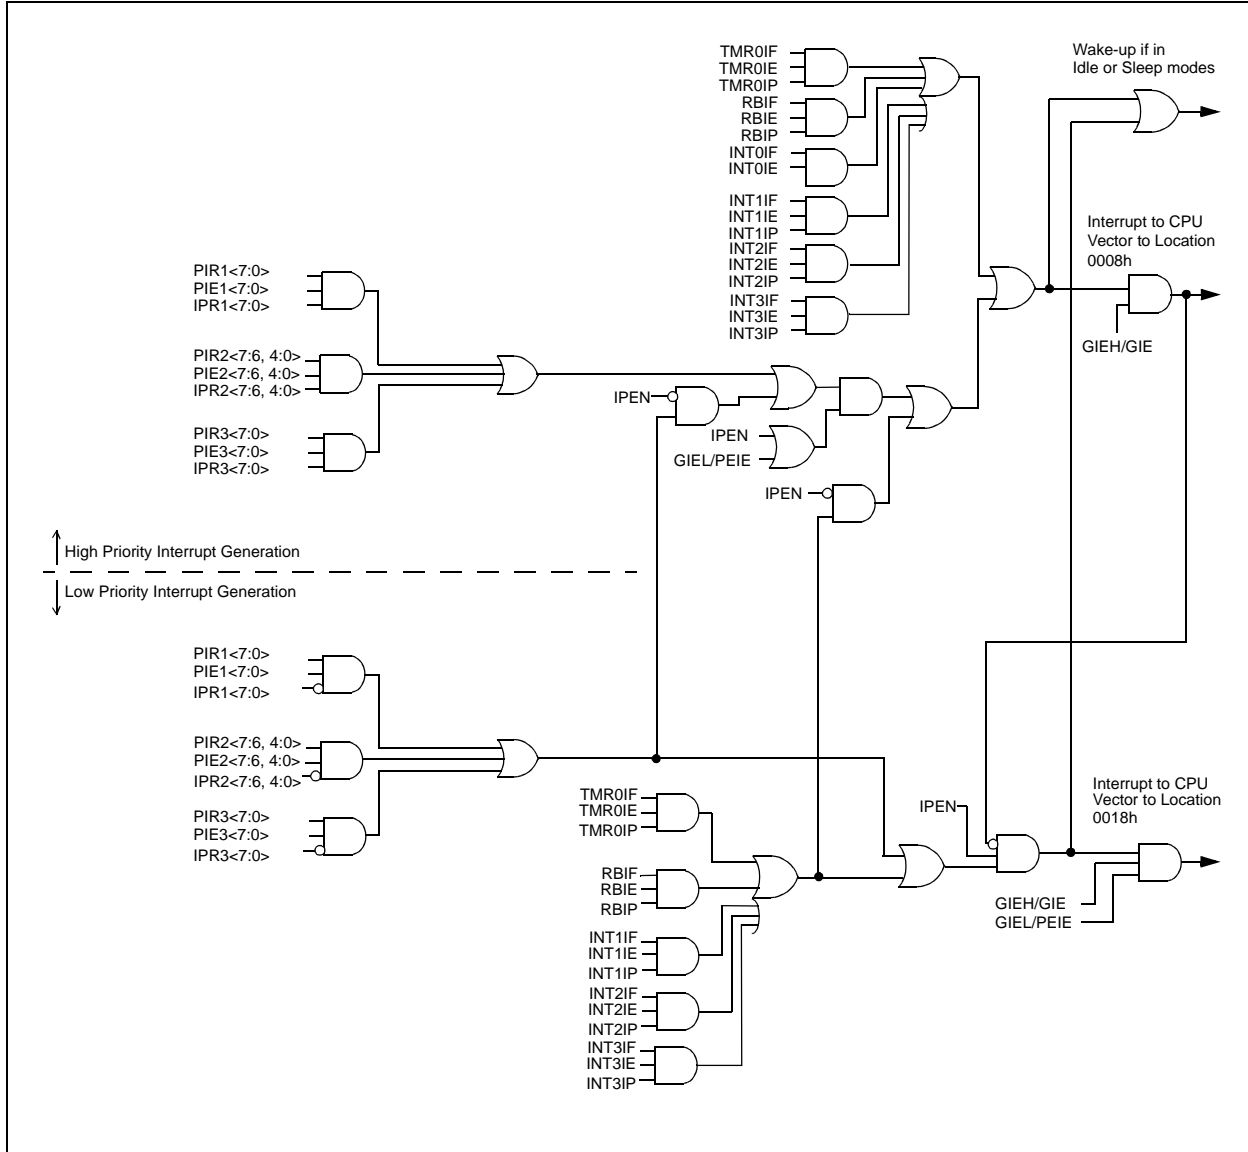 TMR0IF
TMR0IE
TMR0IP
RBIF
RBIE
RBIP
INT0IF
INT0IE
INT1IF
INT1IE
INT1IP
INT2IF
INT2IE
INT2IP
INT3IF
INT3IE
INT3IP
Wake-up if in
Idle or Sleep modes
Interrupt to CPU
Vector to Location
0008h
GIEH/GIE
PIR1<7:0>
PIE1<7:0>
IPR1<7:0>
PIR2<7:6, 4:0>
PIE2<7:6, 4:0>
IPR2<7:6, 4:0>
PIR3<7:0>
PIE3<7:0>
IPR3<7:0>
IPEN
IPEN
GIEL/PEIE
IPEN
High Priority Interrupt Generation
Low Priority Interrupt Generation
PIR1<7:0>
PIE1<7:0>
IPR1<7:0>
PIR2<7:6, 4:0>
PIE2<7:6, 4:0>
IPR2<7:6, 4:0>
PIR3<7:0>
PIE3<7:0>
IPR3<7:0>
TMR0IF
TMR0IE
TMR0IP
RBIF
RBIE
RBIP
INT1IF
INT1IE
INT1IP
INT2IF
INT2IE
INT2IP
INT3IF
INT3IE
INT3IP
IPEN
Interrupt to CPU
Vector to Location
0018h
GIEH/GIE
GIEL/PEIE